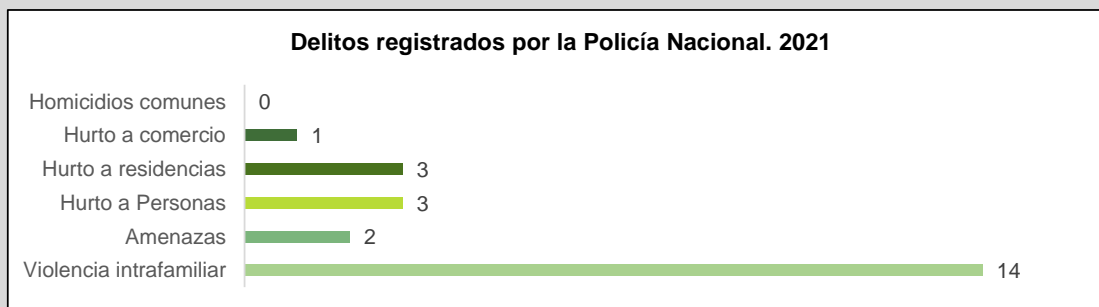 Delitos registrados por la Policía Nacional. 2021
Homicidios comunes 0
Hurto a comercio 1
Hurto a residencias 3
Hurto a Personas 3
Amenazas 2
Violencia intrafamiliar 14